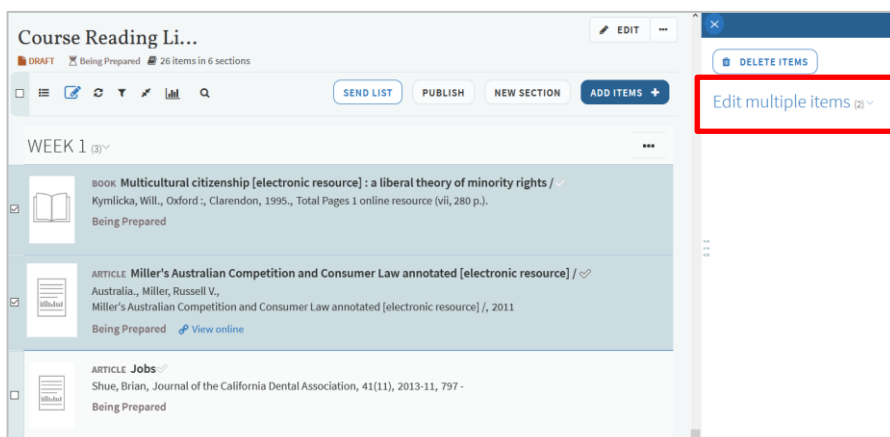 Course Reading Li...
EDIT
DRAFT Being Prepared 26 items in 6 sections
SEND LIST
PUBLISH
NEW SECTION
ADD ITEMS +
WEEK 1 (3)
BOOK Multicultural citizenship [electronic resource] : a liberal theory of minority rights /
Kymlicka, Will., Oxford :, Clarendon, 1995., Total Pages 1 online resource (vii, 280 p.).
Being Prepared
ARTICLE Miller's Australian Competition and Consumer Law annotated [electronic resource] /
Australia., Miller, Russell V.,
Miller's Australian Competition and Consumer Law annotated [electronic resource] /, 2011
Being Prepared View online
ARTICLE Jobs
Shue, Brian, Journal of the California Dental Association, 41(11), 2013-11, 797 -
Being Prepared
DELETE ITEMS
Edit multiple items (2)